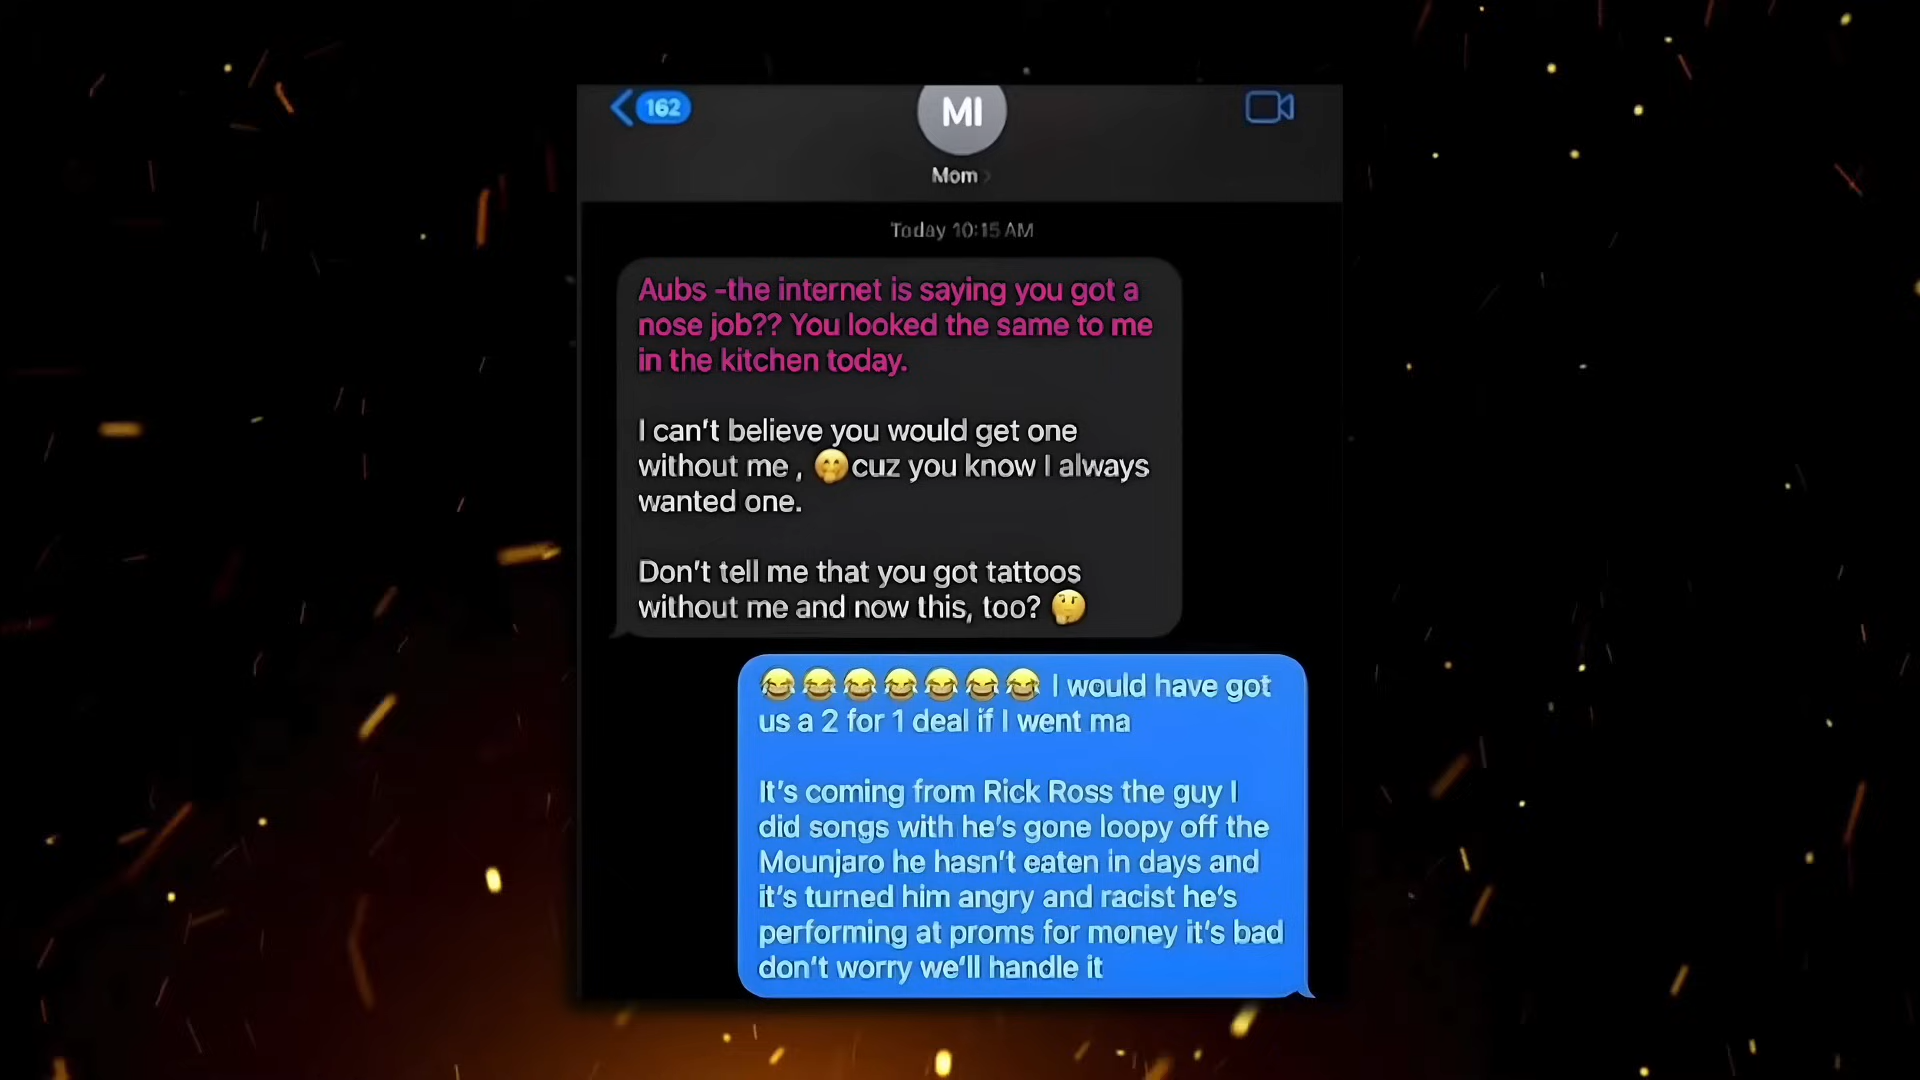 162
MI
Mom
Today 10:15 AM
Aubs -the internet is saying you got a
nose job?? You looked the same to me
in the kitchen today.
I can't believe you would get one
without me , 🤭cuz you know I always
wanted one.
Don't tell me that you got tattoos
without me and now this, too? 🤔
😂😂😂😂😂😂😂 I would have got
us a 2 for 1 deal if I went ma
It's coming from Rick Ross the guy I
did songs with he's gone loopy off the
Mounjaro he hasn't eaten in days and
it's turned him angry and racist he's
performing at proms for money it's bad
don't worry we'll handle it